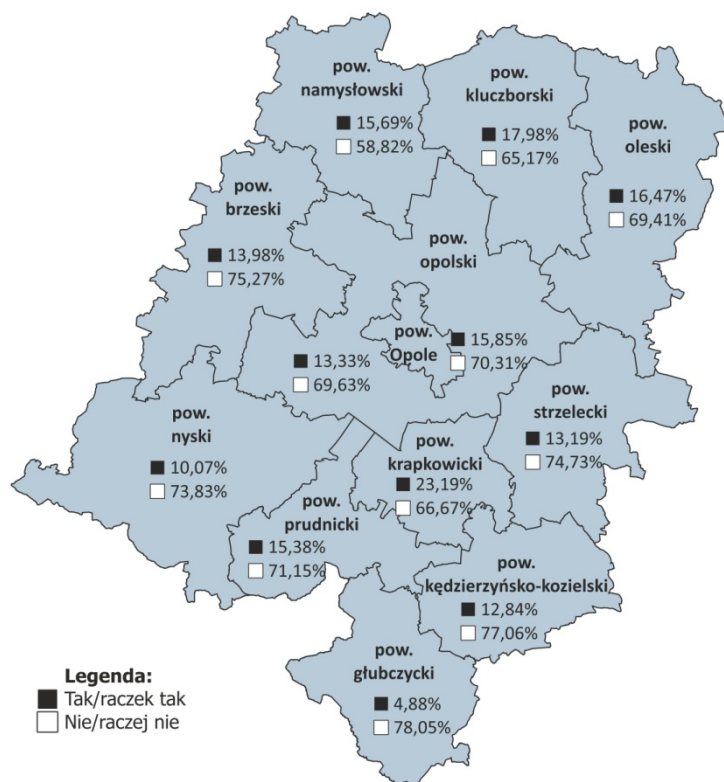 pow.
namysłowski
15,69%
58,82%
pow.
kluczborski
17,98%
65,17%
pow.
oleski
16,47%
69,41%
pow.
brzeski
13,98%
75,27%
pow.
opolski
13,33%
69,63%
pow.
Opole
15,85%
70,31%
pow.
strzelecki
13,19%
74,73%
pow.
nyski
10,07%
73,83%
pow.
krapkowicki
23,19%
66,67%
pow.
prudnicki
15,38%
71,15%
pow.
kędzierzyńsko-kozielski
12,84%
77,06%
pow.
głubczycki
4,88%
78,05%
Legenda:
Tak/raczek tak
Nie/raczej nie